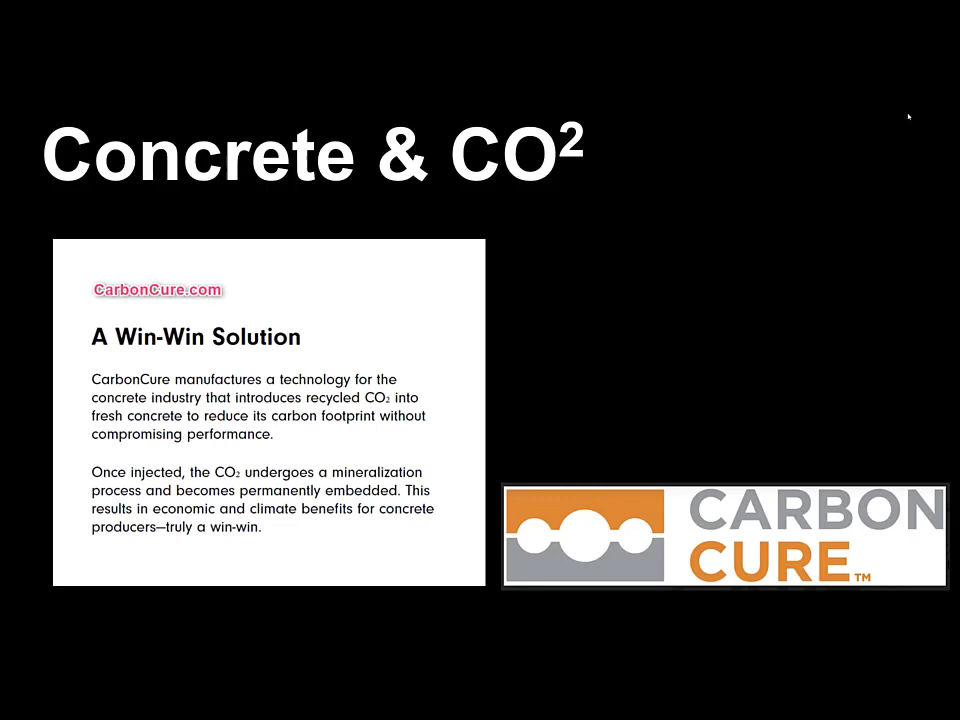 Concrete & CO²
CarbonCure.com
A Win-Win Solution
CarbonCure manufactures a technology for the
concrete industry that introduces recycled CO₂ into
fresh concrete to reduce its carbon footprint without
compromising performance.
Once injected, the CO₂ undergoes a mineralization
process and becomes permanently embedded. This
results in economic and climate benefits for concrete
producers—truly a win-win.
CARBON
CURE™